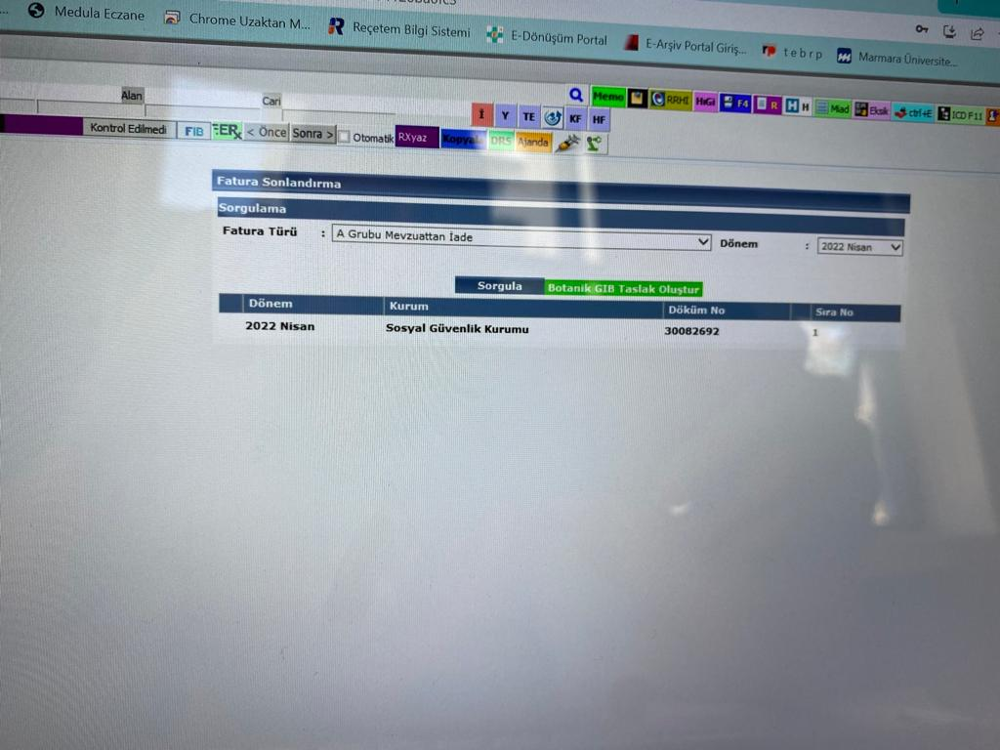 Medula Eczane Chrome Uzaktan M... Reçetem Bilgi Sistemi E-Dönüşüm Portal E-Arşiv Portal Giriş... tebrp Marmara Üniversite...
Alan Cari Memo RRHI HıGi F4 R H Miad Eksik ctrl+E ICD F11
İ Y TE KF HF
Kontrol Edilmedi FIB ERx < Önce Sonra > Otomatik RXyaz Kopyala DRS Ajanda
Fatura Sonlandırma
Sorgulama
Fatura Türü : A Grubu Mevzuattan İade Dönem : 2022 Nisan
Sorgula Botanik GIB Taslak Oluştur
Dönem Kurum Döküm No Sıra No
2022 Nisan Sosyal Güvenlik Kurumu 30082692 1